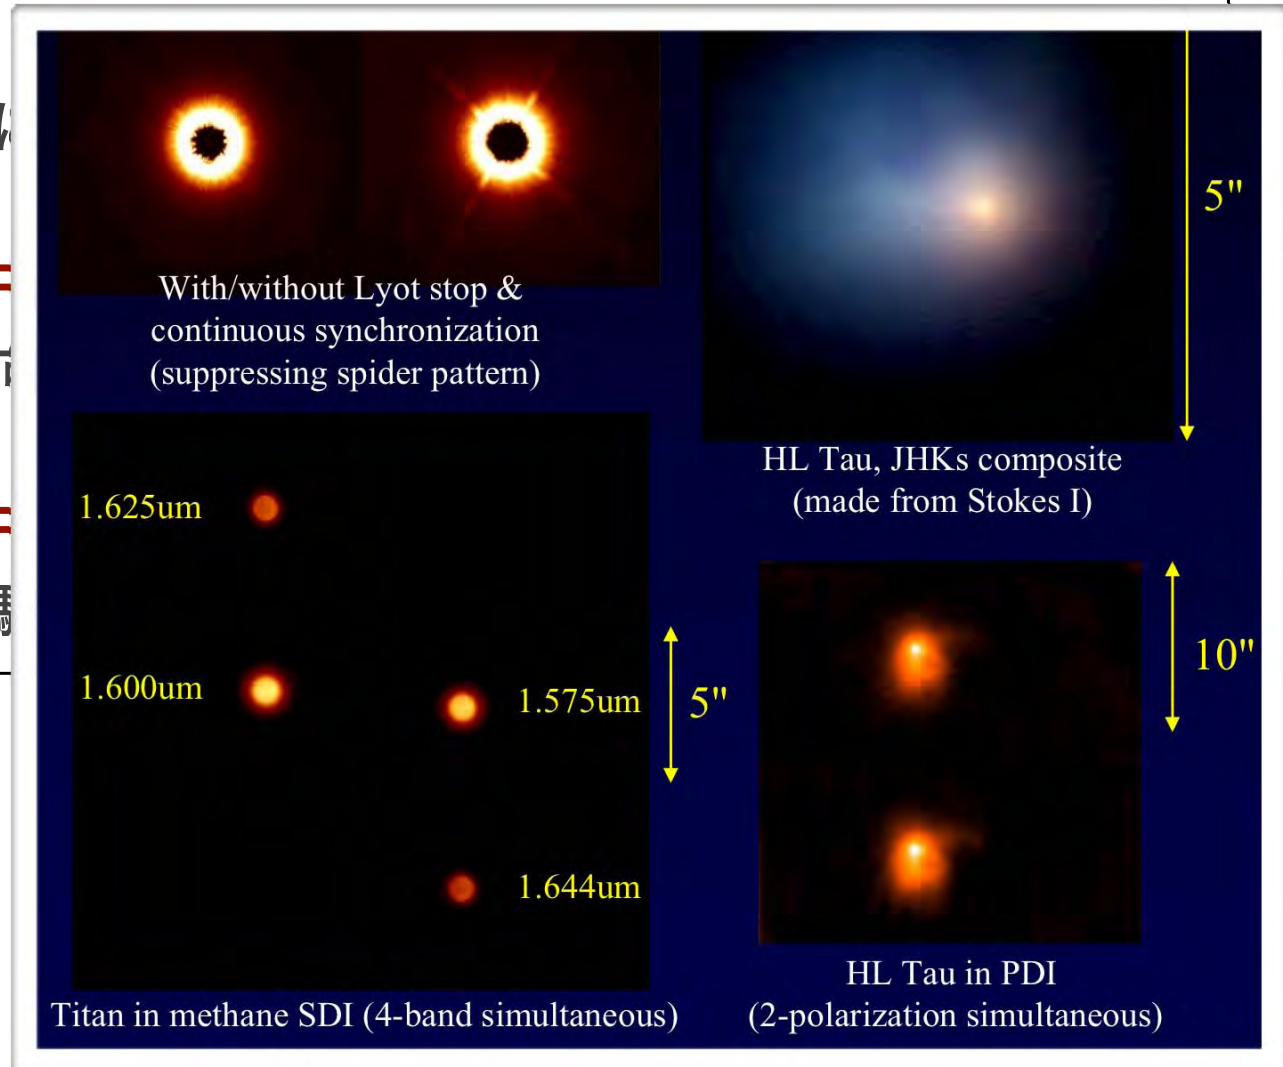 With/without Lyot stop &
continuous synchronization
(suppressing spider pattern)
5"
HL Tau, JHKs composite
(made from Stokes I)
1.625um
1.600um
1.575um
5"
1.644um
Titan in methane SDI (4-band simultaneous)
10"
HL Tau in PDI
(2-polarization simultaneous)